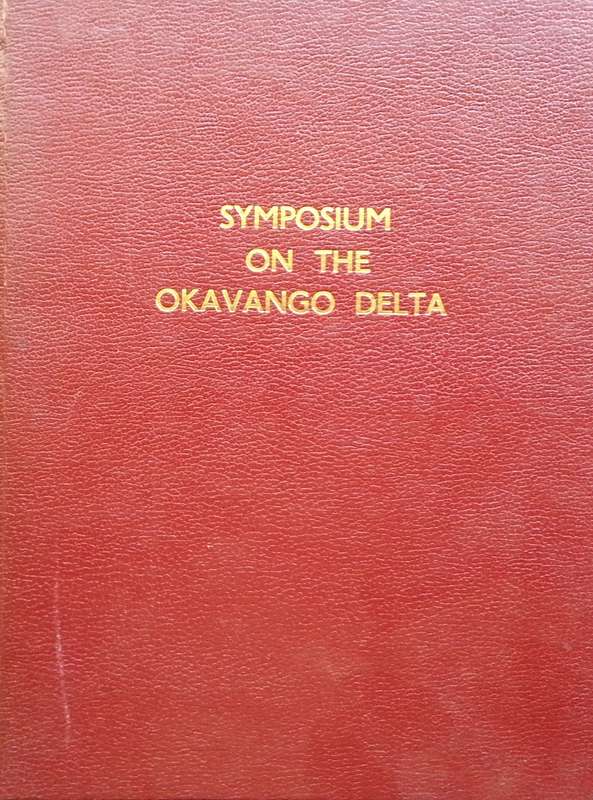 SYMPOSIUM
ON THE
OKAVANGO DELTA